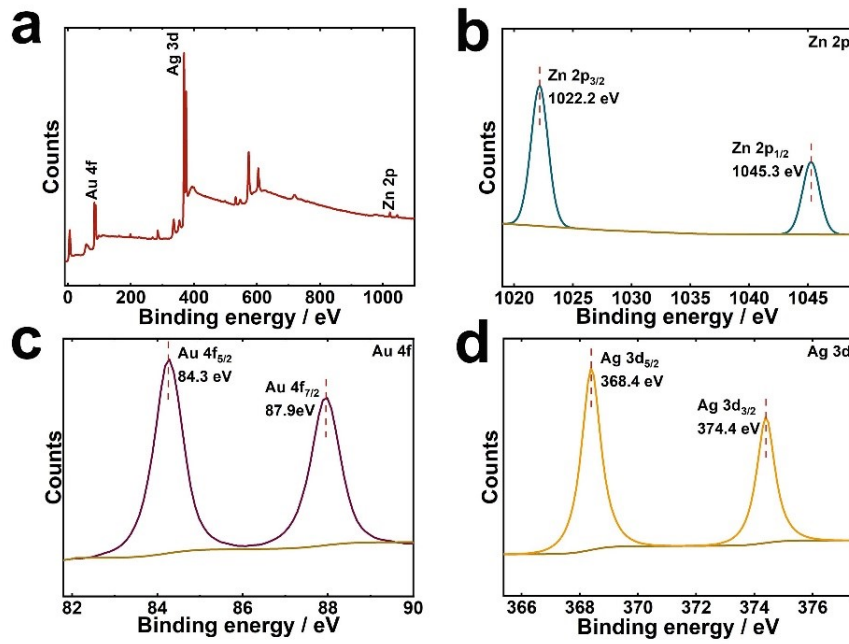 a
Counts
Au 4f
Ag 3d
Zn 2p
0 200 400 600 800 1000
Binding energy / eV
b
Counts
Zn 2p
Zn 2p3/2
1022.2 eV
Zn 2p1/2
1045.3 eV
1020 1025 1030 1035 1040 1045
Binding energy / eV
c
Counts
Au 4f
Au 4f5/2
84.3 eV
Au 4f7/2
87.9eV
82 84 86 88 90
Binding energy / eV
d
Counts
Ag 3d
Ag 3d5/2
368.4 eV
Ag 3d3/2
374.4 eV
366 368 370 372 374 376
Binding energy / eV